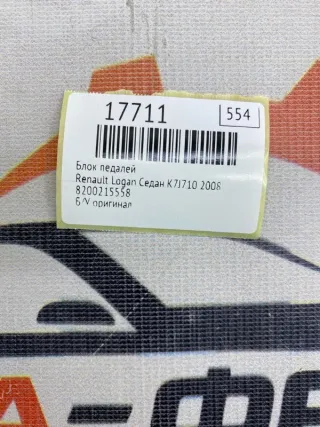 17711
554
Блок педалей
Renault Logan Седан K7J710 2008
8200215558
Б/У оригинал
А-Ф